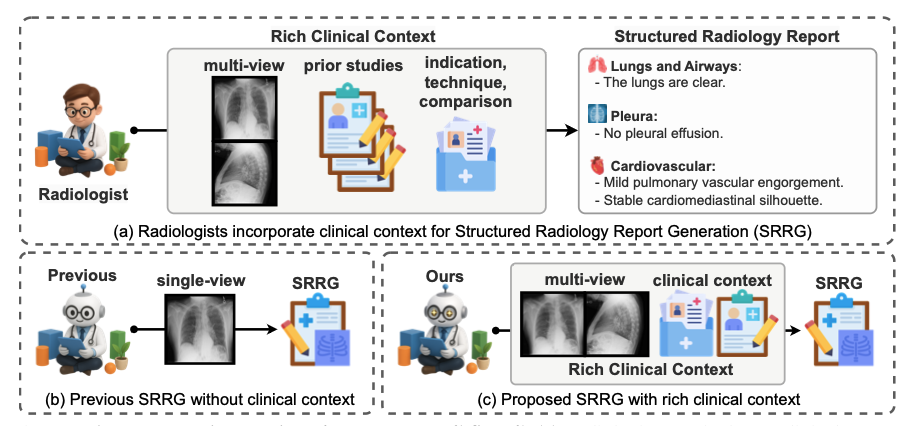 Rich Clinical Context
Structured Radiology Report
multi-view
prior studies
indication,
technique,
comparison
Radiologist
Lungs and Airways:
- The lungs are clear.
Pleura:
- No pleural effusion.
Cardiovascular:
- Mild pulmonary vascular engorgement.
- Stable cardiomediastinal silhouette.
(a) Radiologists incorporate clinical context for Structured Radiology Report Generation (SRRG)
Previous
single-view
SRRG
(b) Previous SRRG without clinical context
Ours
multi-view
clinical context
SRRG
Rich Clinical Context
(c) Proposed SRRG with rich clinical context